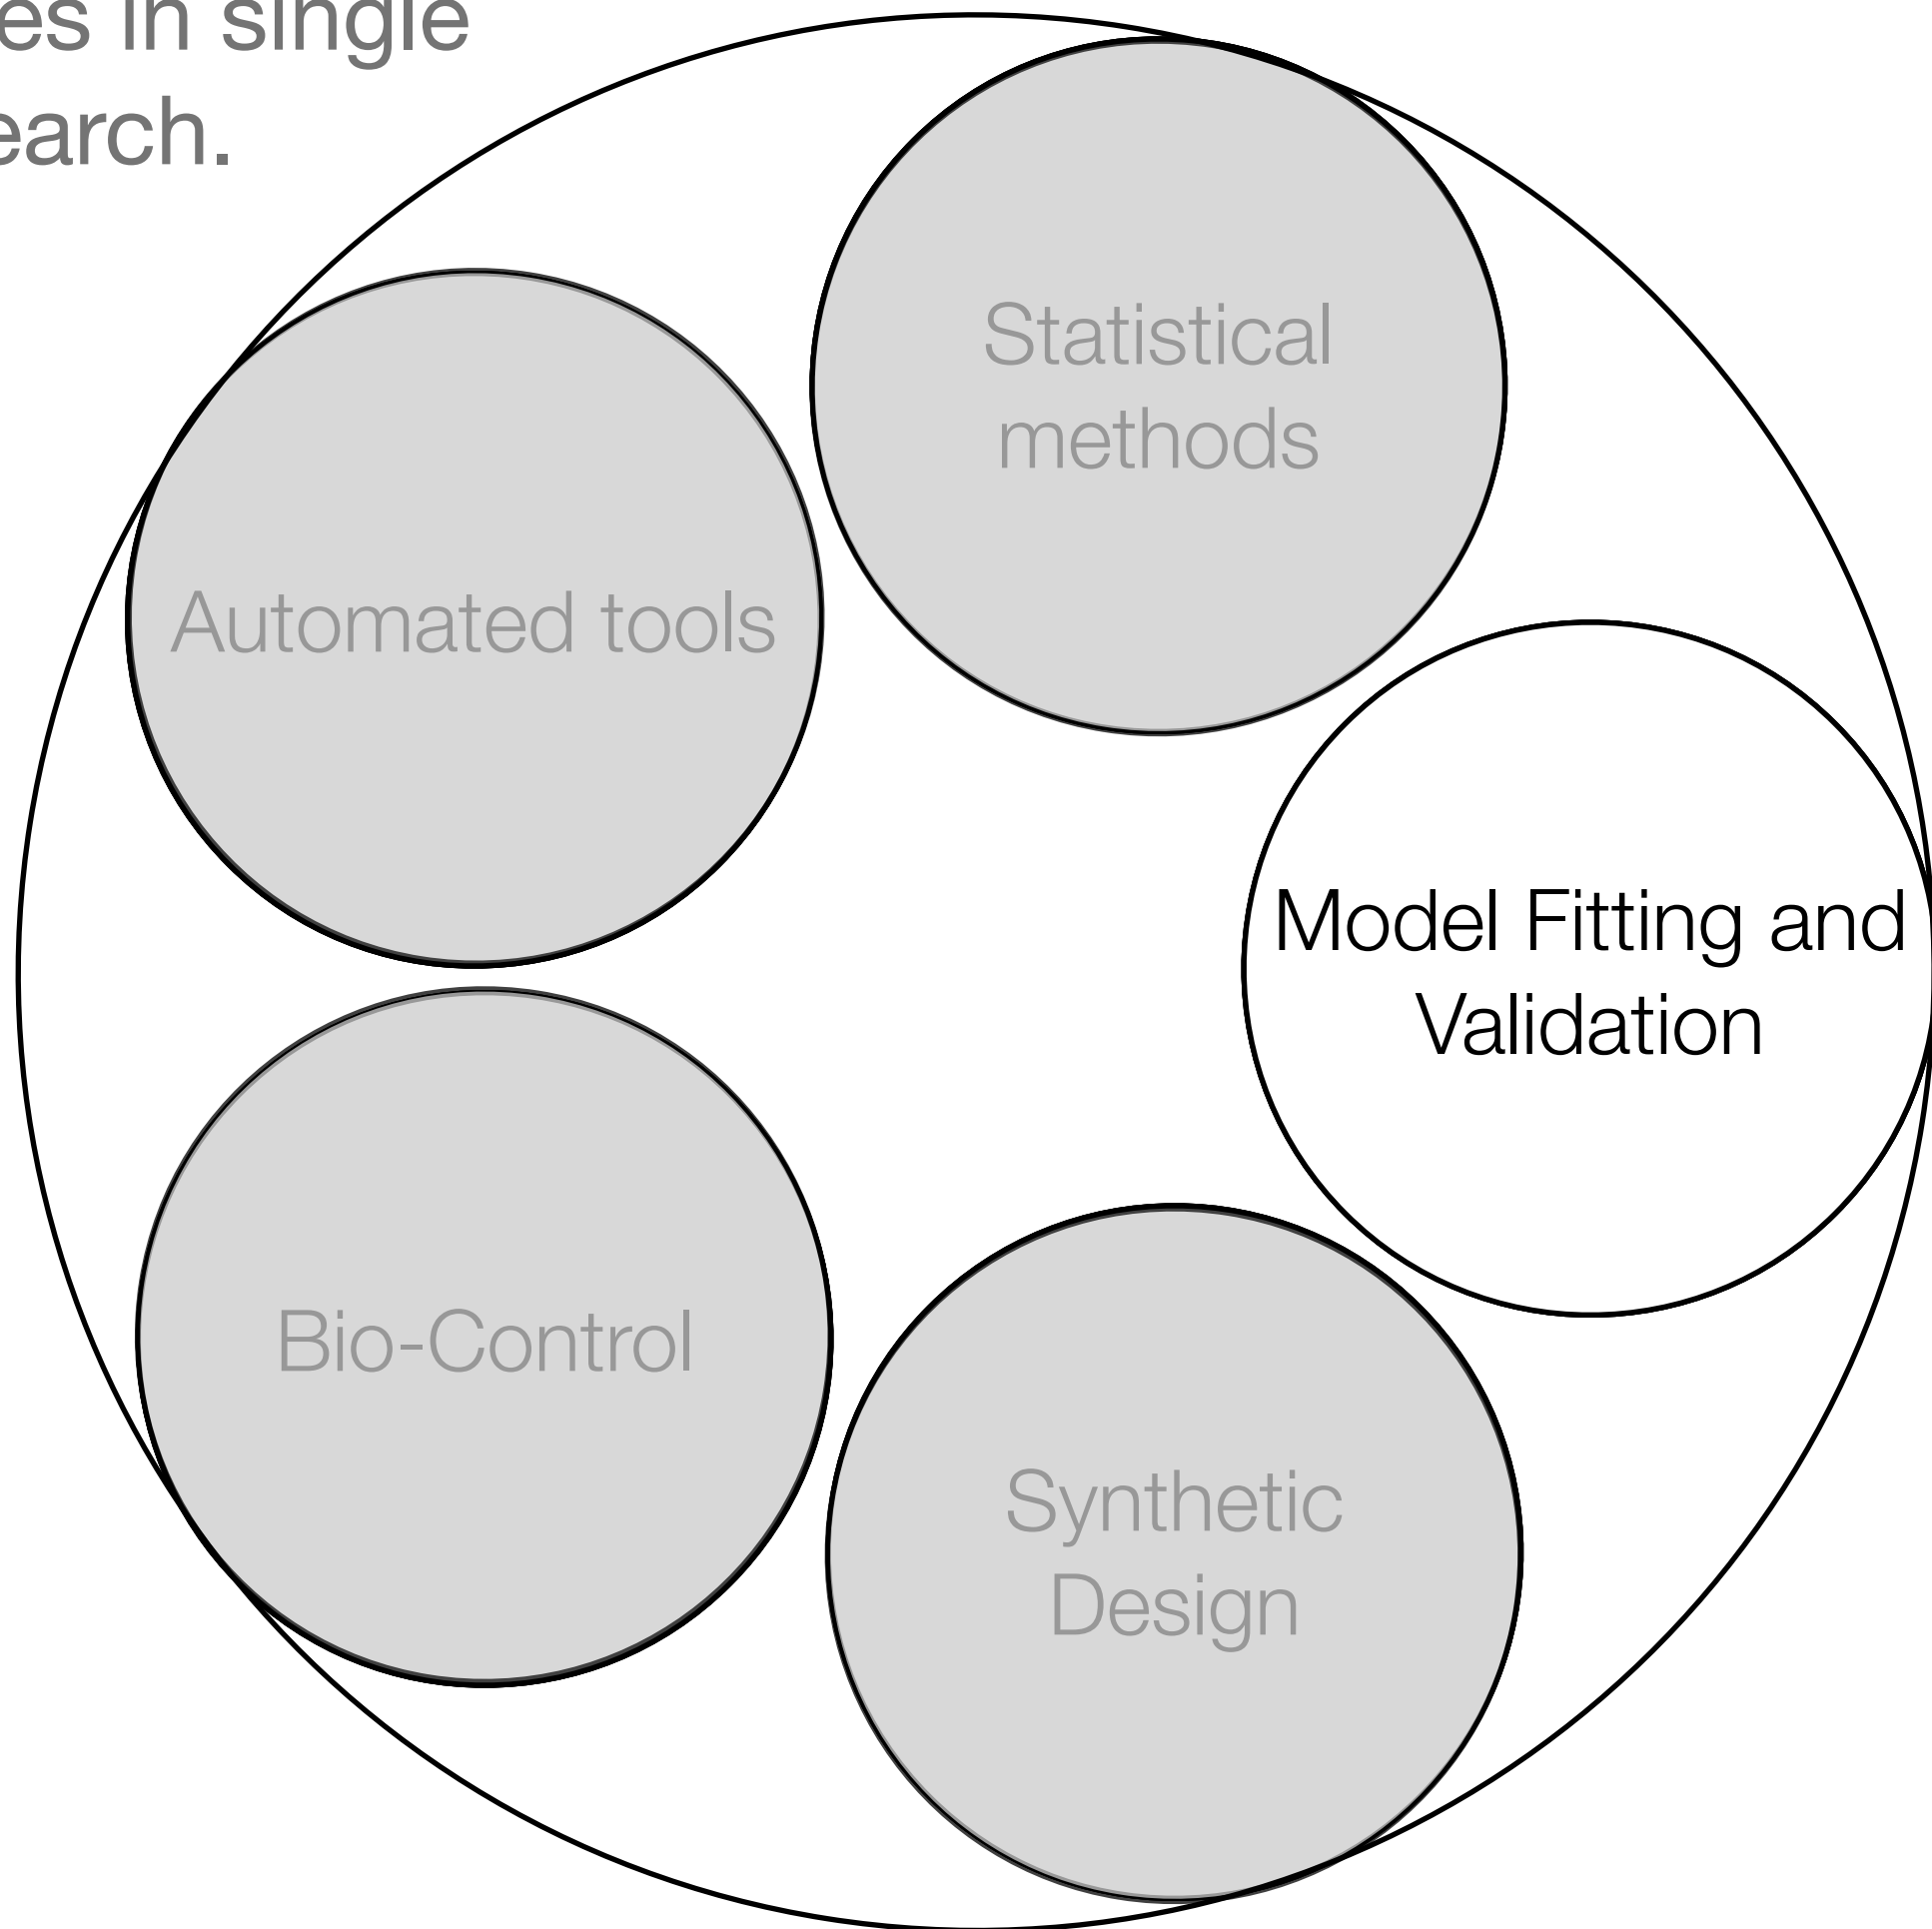 es in single
earch.
Statistical
methods
Automated tools
Model Fitting and
Validation
Bio-Control
Synthetic
Design